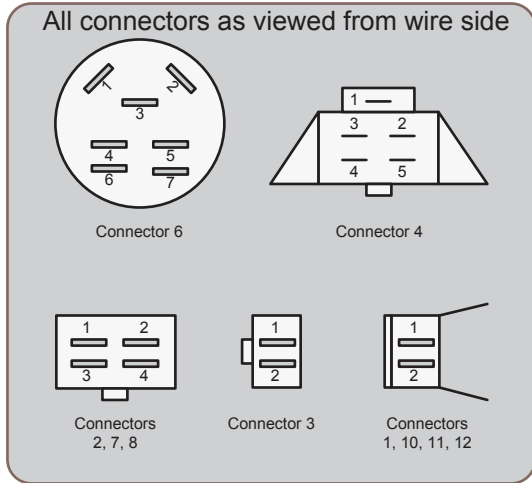 All connectors as viewed from wire side
1 2
3
4 5
6 7
Connector 6
1
3 2
4 5
Connector 4
1 2
3 4
Connectors
2, 7, 8
1
2
Connector 3
1
2
Connectors
1, 10, 11, 12